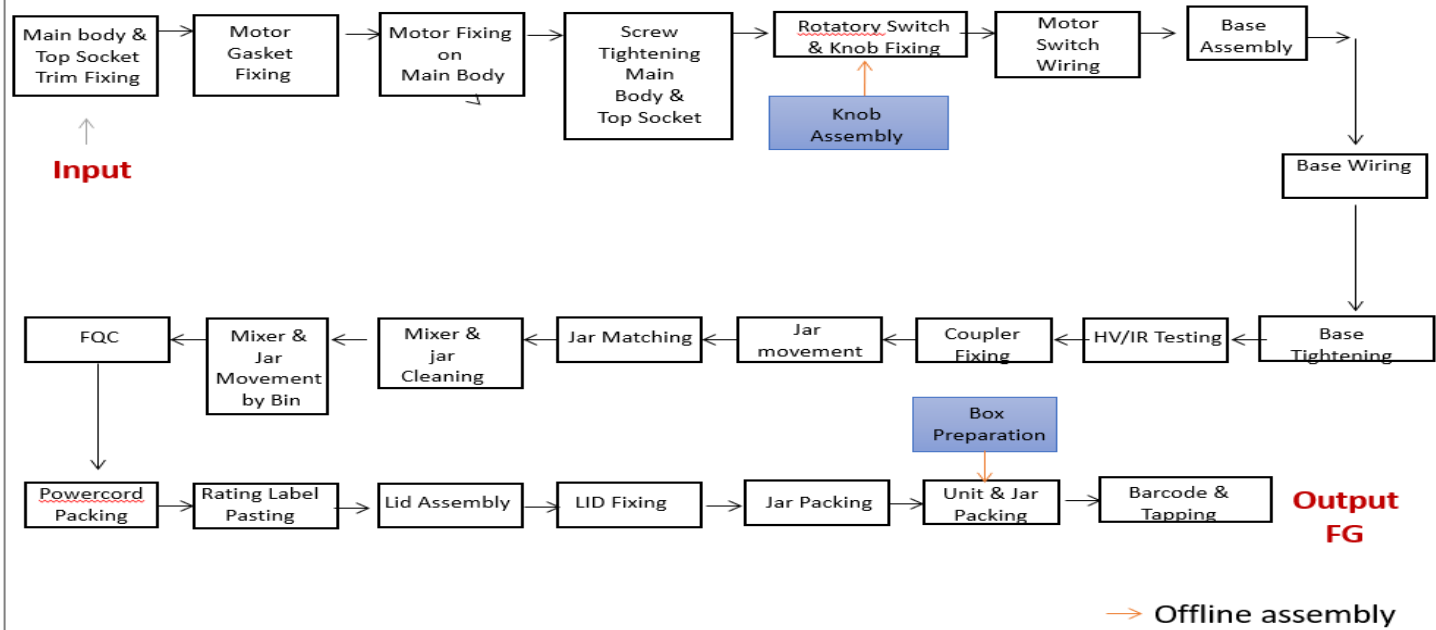 Main body &
Top Socket
Trim Fixing
Motor
Gasket
Fixing
Motor Fixing
on
Main Body
Screw
Tightening
Main
Body &
Top Socket
Rotatory Switch
& Knob Fixing
Motor
Switch
Wiring
Base
Assembly
Knob
Assembly
Input
Base Wiring
Base
Tightening
HV/IR Testing
Coupler
Fixing
Jar
movement
Jar Matching
Mixer &
jar
Cleaning
Mixer &
Jar
Movement
by Bin
FQC
Box
Preparation
Powercord
Packing
Rating Label
Pasting
Lid Assembly
LID Fixing
Jar Packing
Unit & Jar
Packing
Barcode &
Tapping
Output
FG
Offline assembly